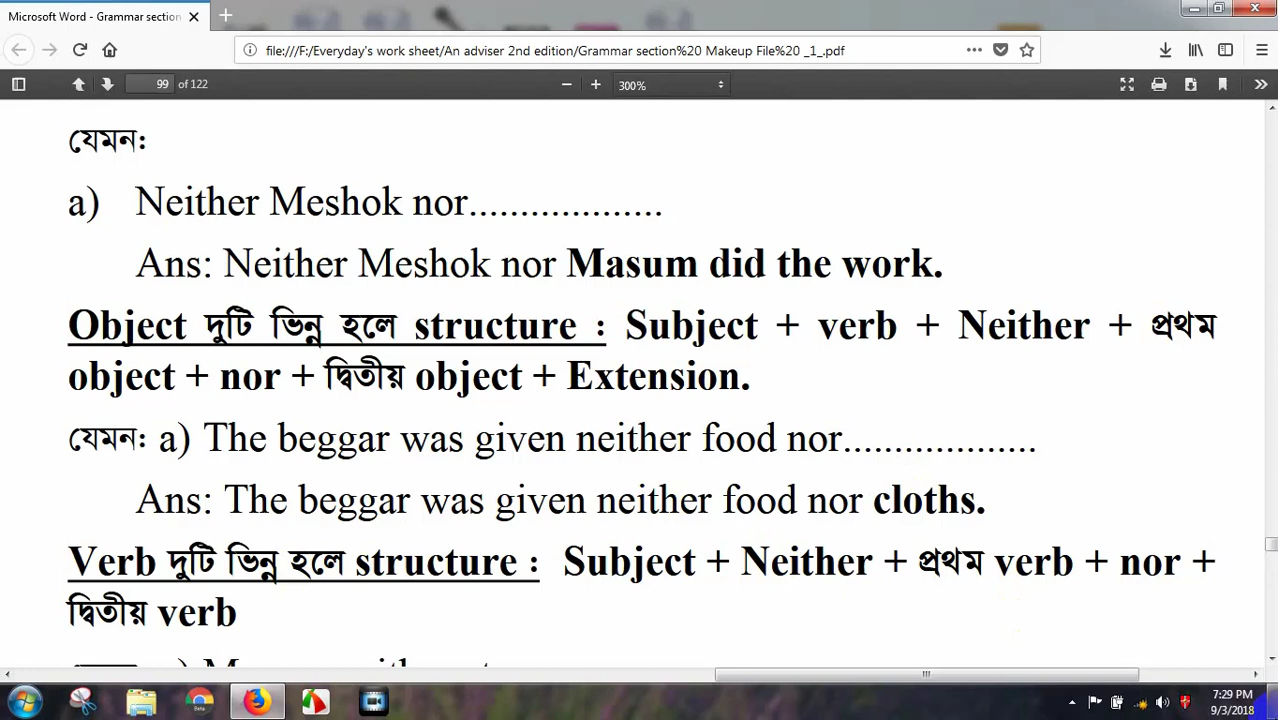 Microsoft Word - Grammar section
file:///F:/Everyday's work sheet/An adviser 2nd edition/Grammar section%20 Makeup File%20 _1_.pdf
99 of 122
300%
যেমন:
a) Neither Meshok nor...................
Ans: Neither Meshok nor Masum did the work.
Object দুটি ভিন্ন হলে structure : Subject + verb + Neither + প্রথম
object + nor + দ্বিতীয় object + Extension.
যেমন: a) The beggar was given neither food nor...................
Ans: The beggar was given neither food nor cloths.
Verb দুটি ভিন্ন হলে structure : Subject + Neither + প্রথম verb + nor +
দ্বিতীয় verb
7:29 PM
9/3/2018